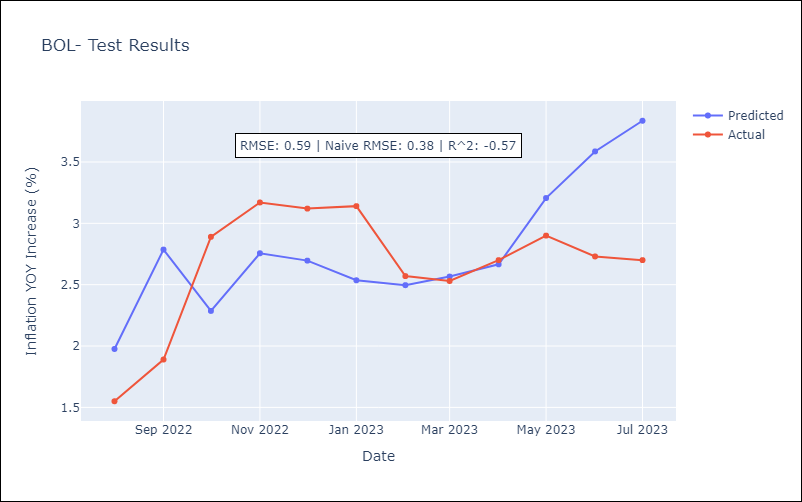 BOL- Test Results
Predicted
Actual
RMSE: 0.59 | Naive RMSE: 0.38 | R^2: -0.57
Inflation YOY Increase (%)
3.5
3
2.5
2
1.5
Sep 2022 Nov 2022 Jan 2023 Mar 2023 May 2023 Jul 2023
Date